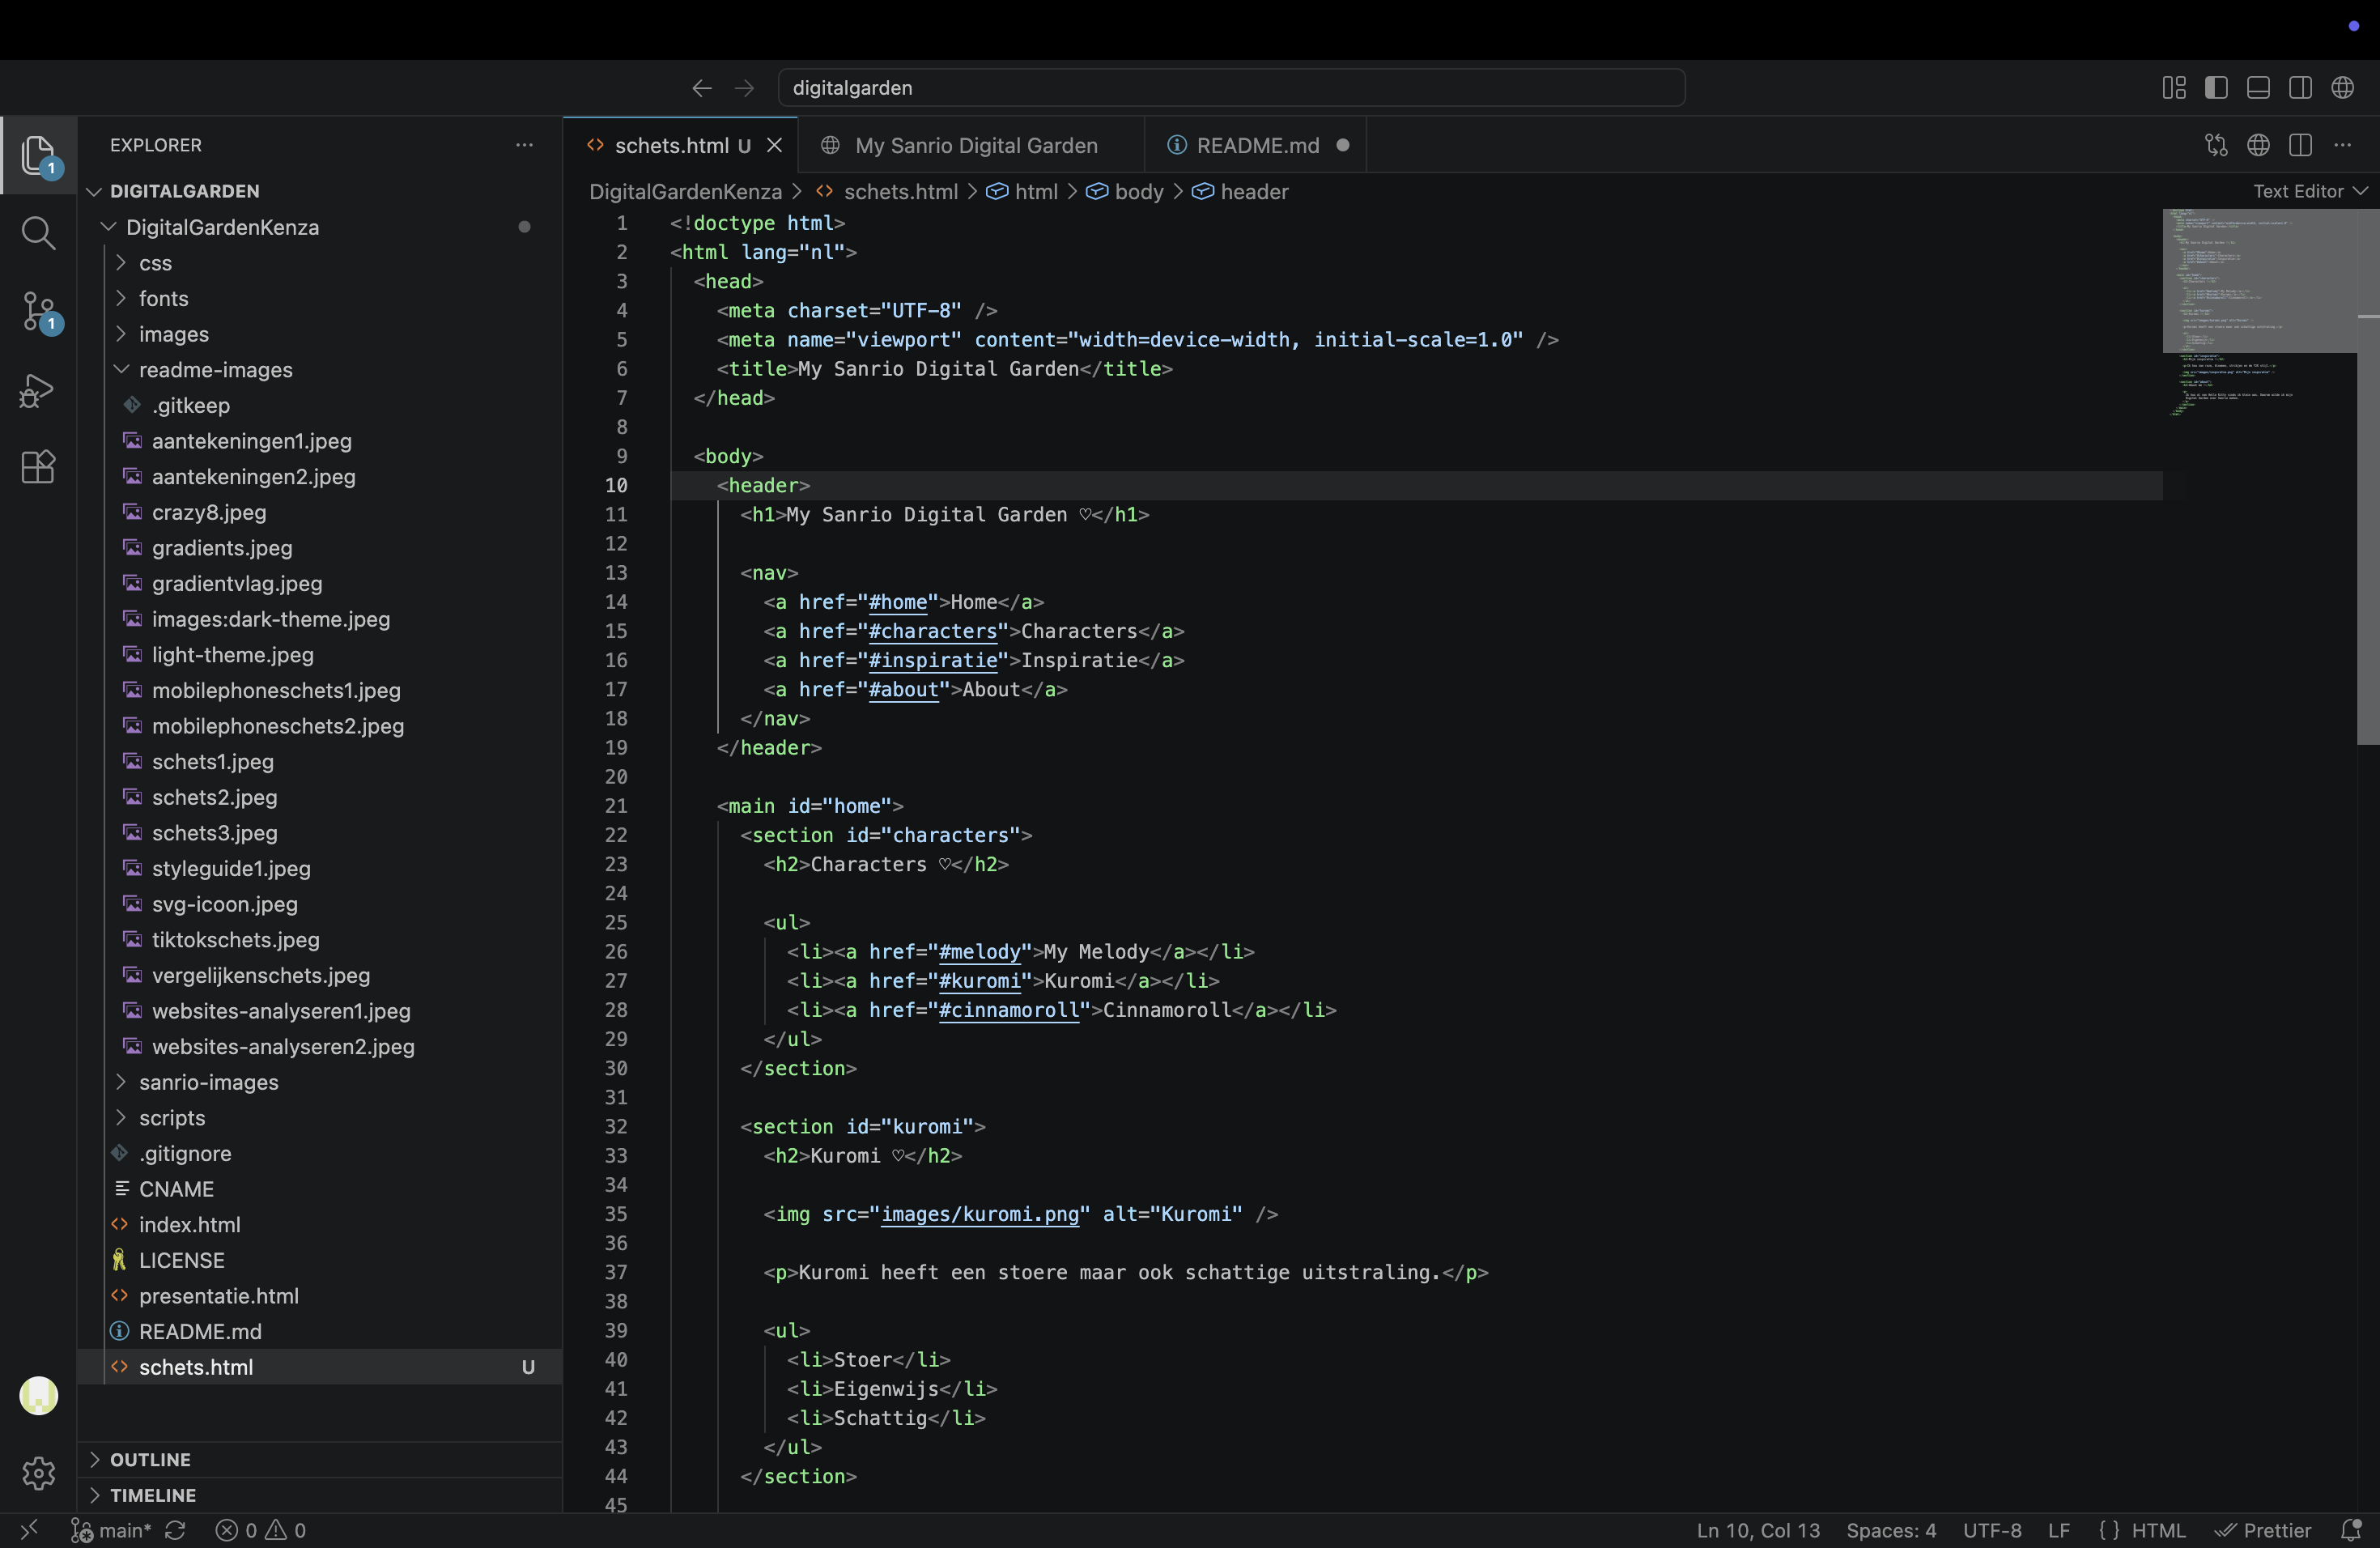 digitalgarden
EXPLORER
DIGITALGARDEN
DigitalGardenKenza
css
fonts
images
readme-images
.gitkeep
aantekeningen1.jpeg
aantekeningen2.jpeg
crazy8.jpeg
gradients.jpeg
gradientvlag.jpeg
images:dark-theme.jpeg
light-theme.jpeg
mobilephoneschets1.jpeg
mobilephoneschets2.jpeg
schets1.jpeg
schets2.jpeg
schets3.jpeg
styleguide1.jpeg
svg-icoon.jpeg
tiktokschets.jpeg
vergelijkenschets.jpeg
websites-analyseren1.jpeg
websites-analyseren2.jpeg
sanrio-images
scripts
.gitignore
CNAME
index.html
LICENSE
presentatie.html
README.md
schets.html U
OUTLINE
TIMELINE
1
1
schets.html U
My Sanrio Digital Garden
README.md
DigitalGardenKenza > schets.html > html > body > header
Text Editor
1 <!doctype html>
2 <html lang="nl">
3 <head>
4 <meta charset="UTF-8" />
5 <meta name="viewport" content="width=device-width, initial-scale=1.0" />
6 <title>My Sanrio Digital Garden</title>
7 </head>
8
9 <body>
10 <header>
11 <h1>My Sanrio Digital Garden ♡</h1>
12
13 <nav>
14 <a href="#home">Home</a>
15 <a href="#characters">Characters</a>
16 <a href="#inspiratie">Inspiratie</a>
17 <a href="#about">About</a>
18 </nav>
19 </header>
20
21 <main id="home">
22 <section id="characters">
23 <h2>Characters ♡</h2>
24
25 <ul>
26 <li><a href="#melody">My Melody</a></li>
27 <li><a href="#kuromi">Kuromi</a></li>
28 <li><a href="#cinnamoroll">Cinnamoroll</a></li>
29 </ul>
30 </section>
31
32 <section id="kuromi">
33 <h2>Kuromi ♡</h2>
34
35 <img src="images/kuromi.png" alt="Kuromi" />
36
37 <p>Kuromi heeft een stoere maar ook schattige uitstraling.</p>
38
39 <ul>
40 <li>Stoer</li>
41 <li>Eigenwijs</li>
42 <li>Schattig</li>
43 </ul>
44 </section>
45
main* 0 0
Ln 10, Col 13 Spaces: 4 UTF-8 LF {} HTML Prettier